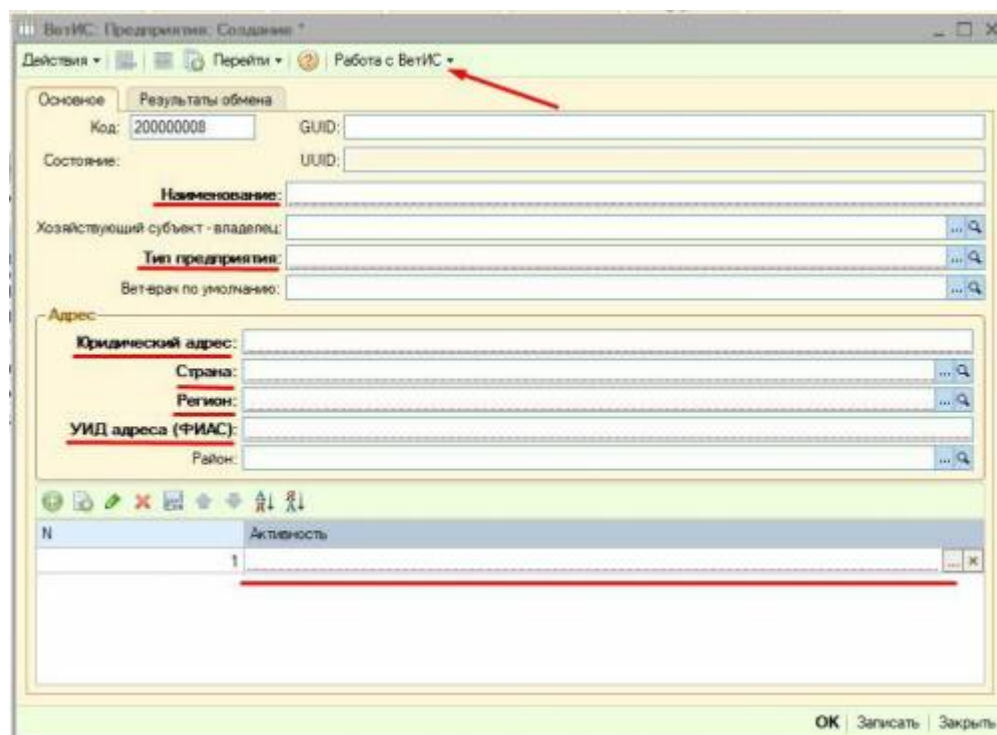 ВетИС: Предприятия: Создание *
Действия Перейти Работа с ВетИС
Основное Результаты обмена
Код: 200000008 GUID:
Состояние: UUID:
Наименование:
Хозяйствующий субъект - владелец:
Тип предприятия:
Вет-врач по умолчанию:
Адрес
Юридический адрес:
Страна:
Регион:
УИД адреса (ФИАС):
Район:
N Активность
1
OK Записать Закрыть